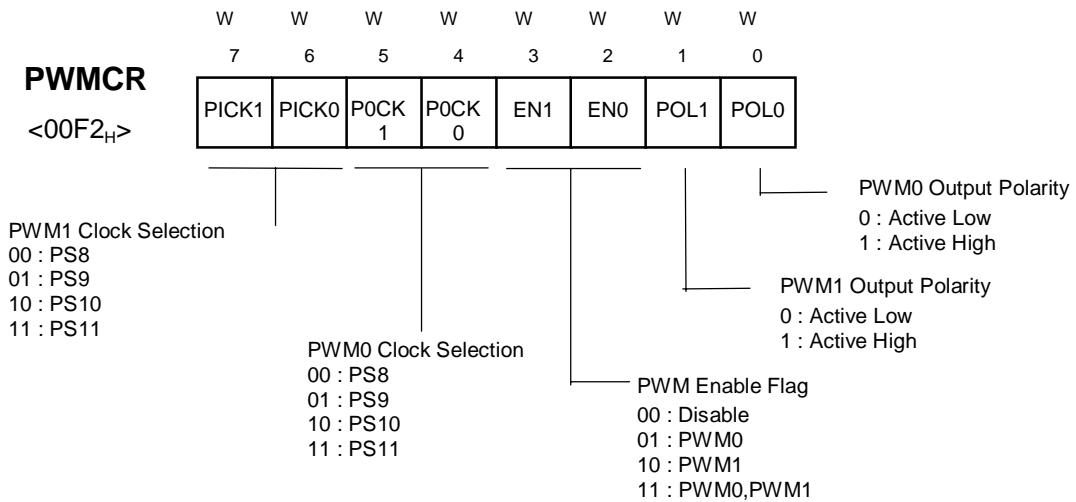 W W W W W W W W
7 6 5 4 3 2 1 0
PWMCR
<00F2H>
PICK1 PICK0 P0CK 1 P0CK 0 EN1 EN0 POL1 POL0
PWM0 Output Polarity
0 : Active Low
1 : Active High
PWM1 Output Polarity
0 : Active Low
1 : Active High
PWM1 Clock Selection
00 : PS8
01 : PS9
10 : PS10
11 : PS11
PWM0 Clock Selection
00 : PS8
01 : PS9
10 : PS10
11 : PS11
PWM Enable Flag
00 : Disable
01 : PWM0
10 : PWM1
11 : PWM0,PWM1